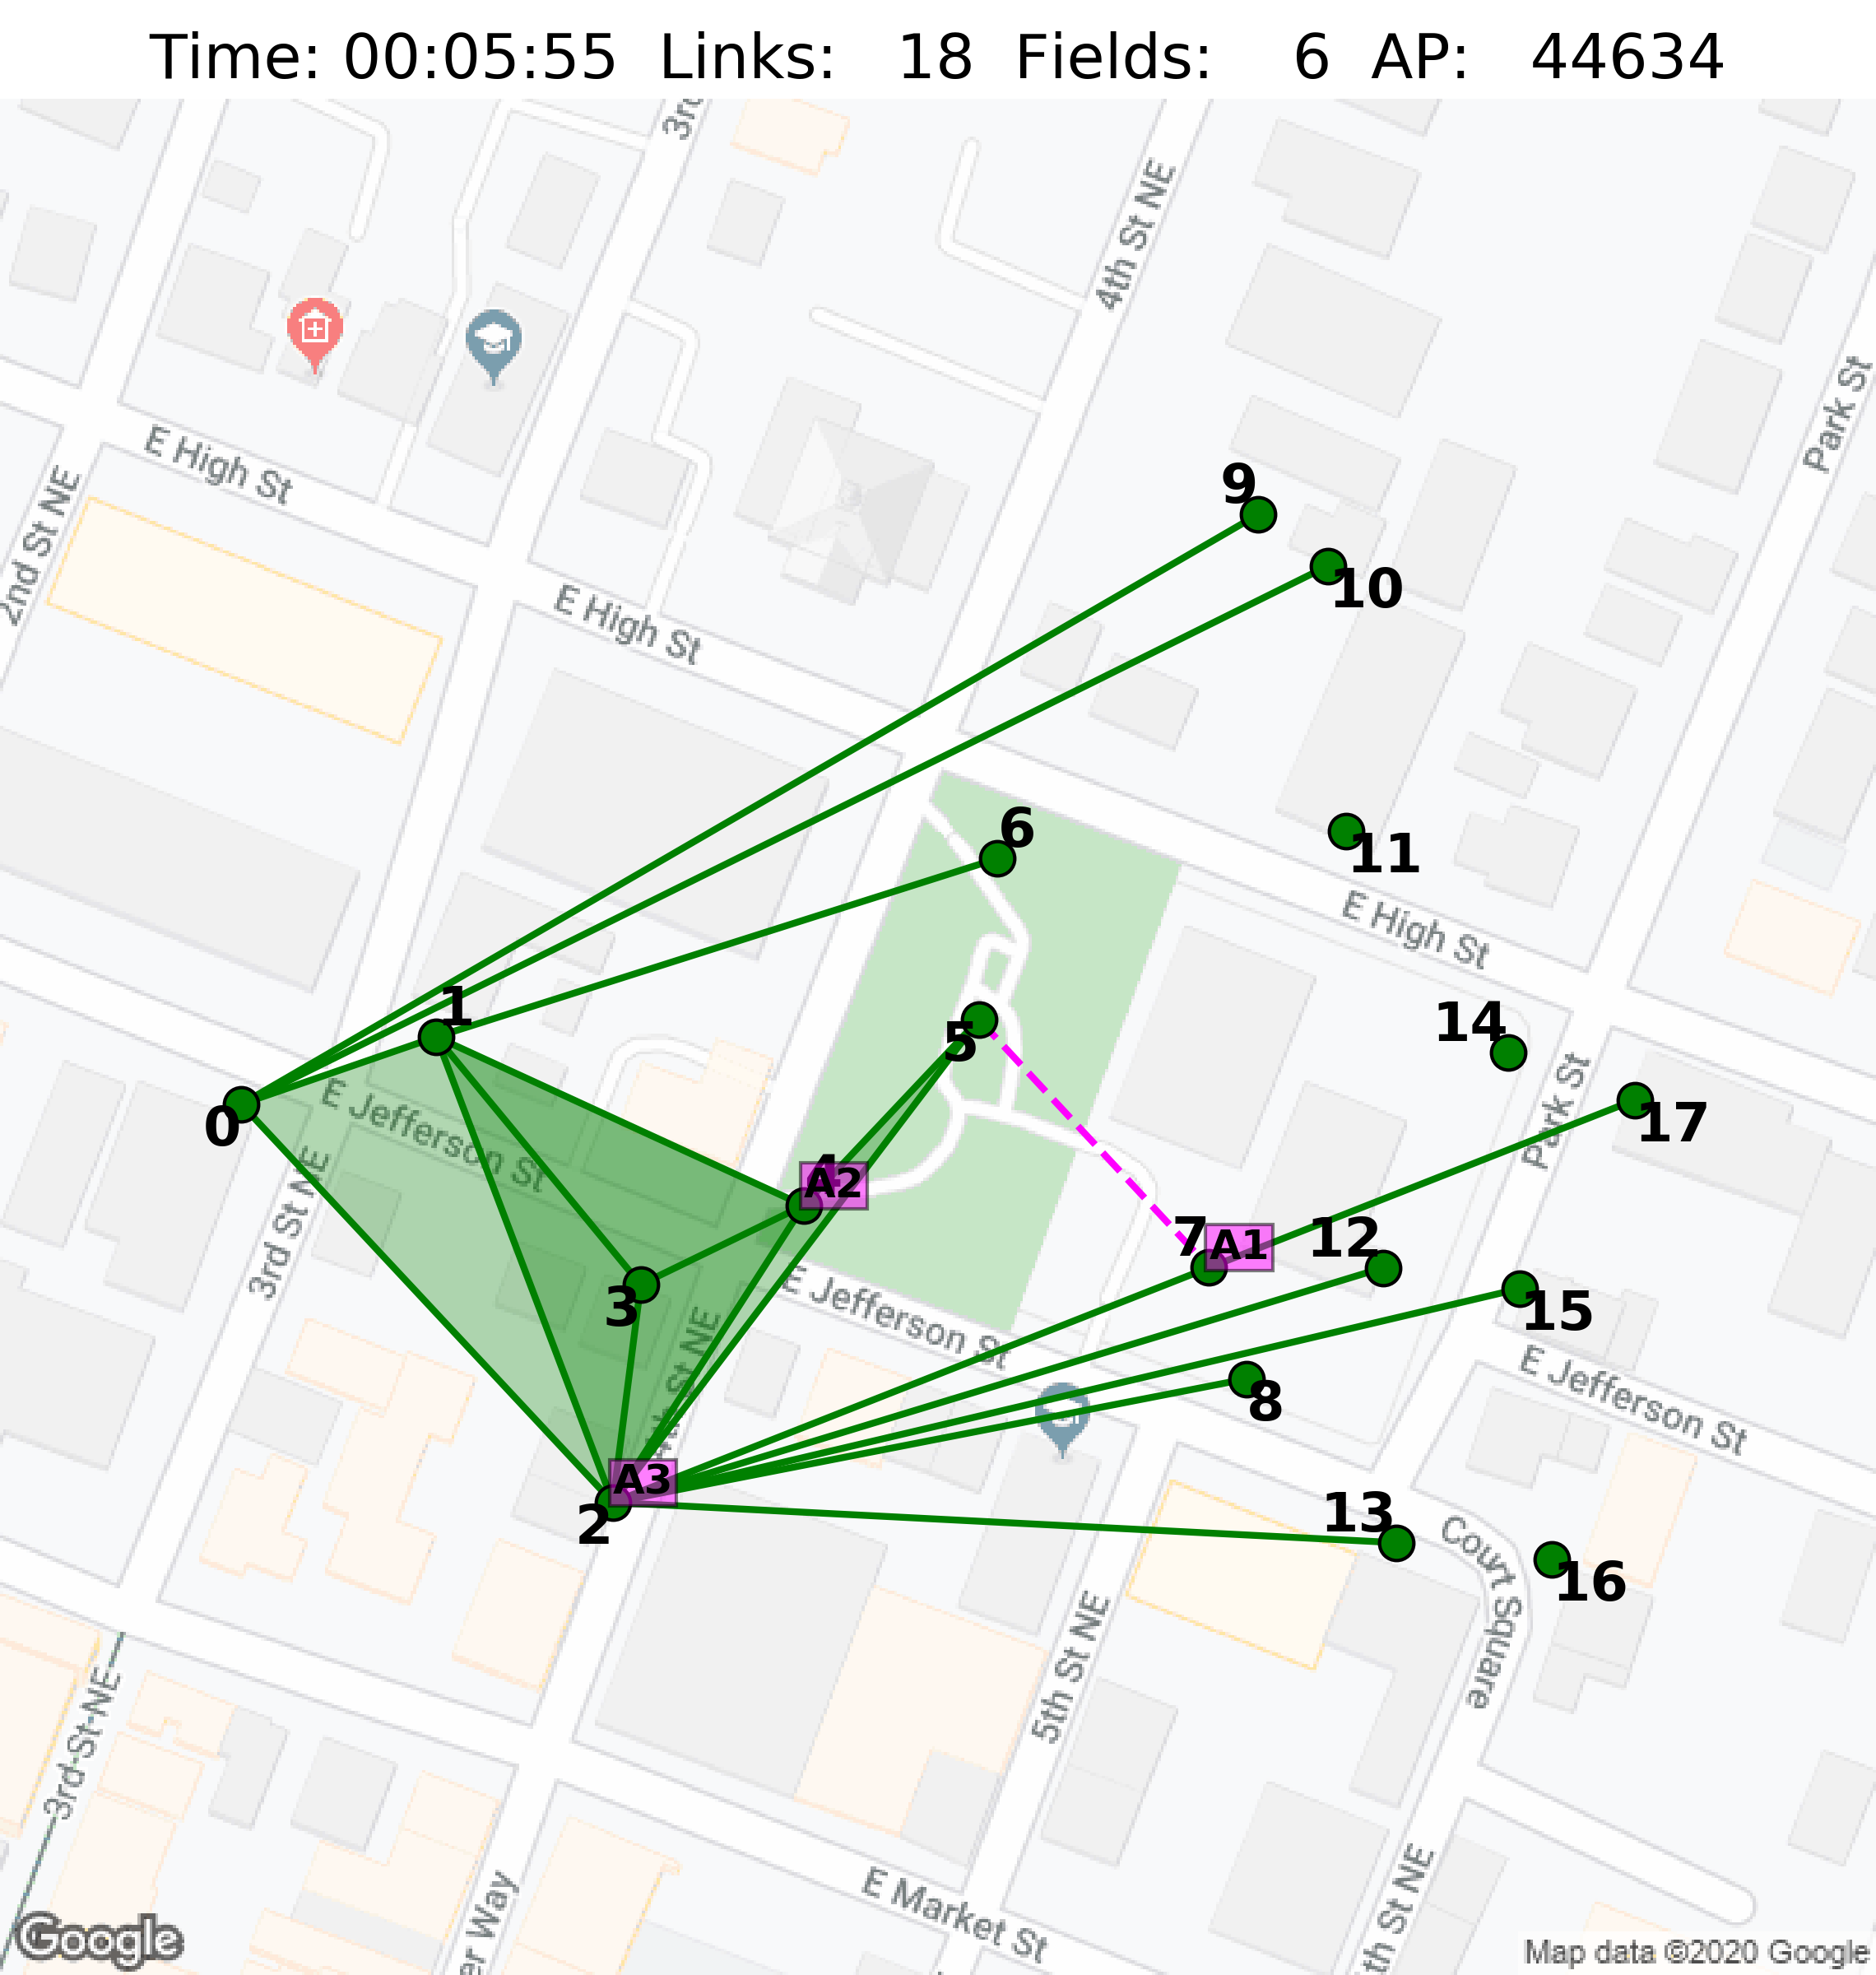 Time: 00:05:55 Links: 18 Fields: 6 AP: 44634
3rd
4th St NE
Park St
E High St
2nd St NE
9
10
E High St
6
11
E High St
1
14
5
0
E Jefferson St
Park St
17
4
A2
3rd St NE
7
A1
12
3
E Jefferson St
15
4th St NE
E Jefferson St
8
A3
2
13
Court Square
16
5th St NE
3rd St NE
E Market St
er Way
th St NE
Google
Map data ©2020 Google